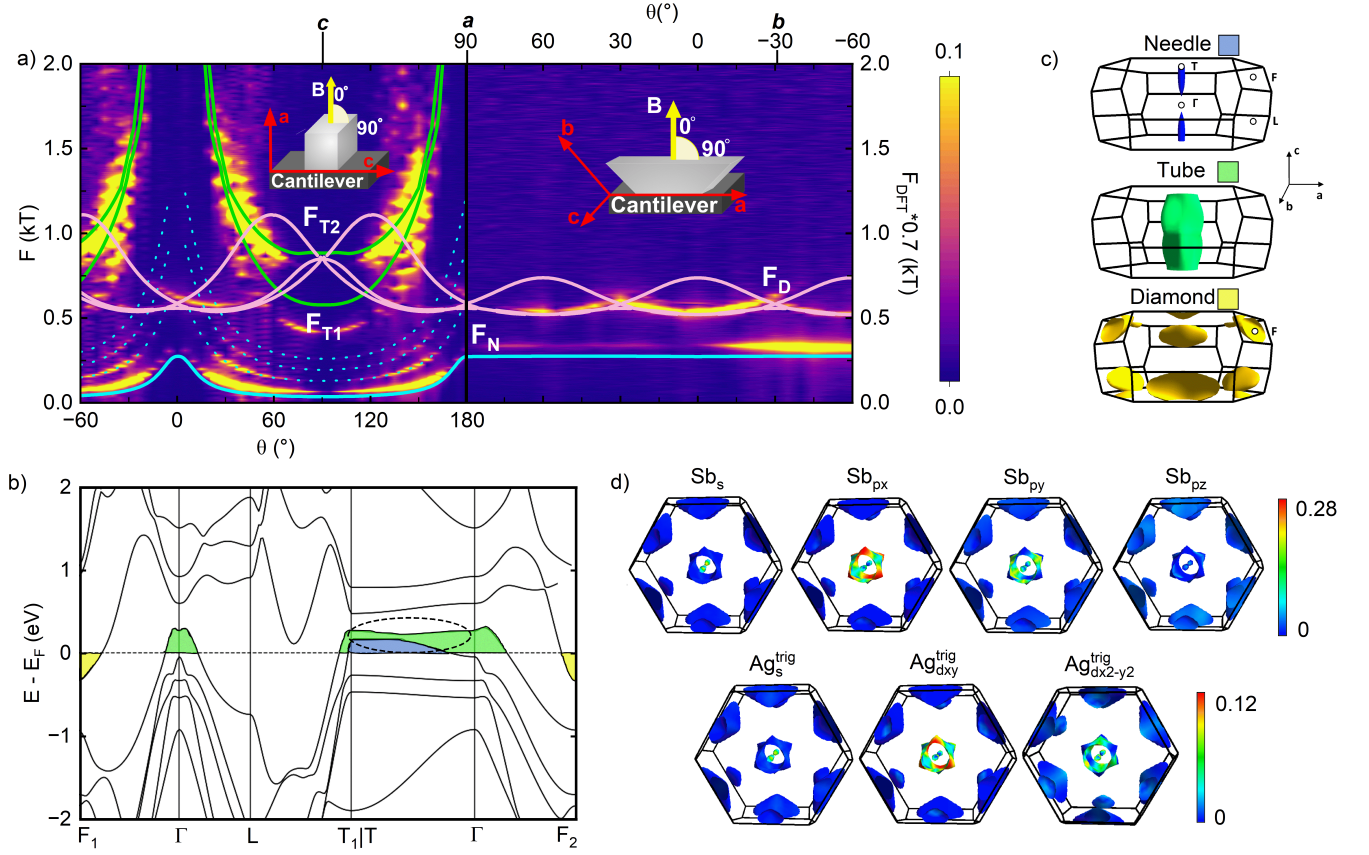 a)
c
a
θ(°)
b
90 60 30 0 −30 −60
2.0
1.5
1.0
0.5
0.0
F (kT)
B
0°
90°
a
c
Cantilever
B
0°
90°
b
c
a
Cantilever
F_T2
F_T1
F_D
F_N
2.0
1.5
1.0
0.5
0.0
−60 0 60 120 180
θ (°)
F_DFT*0.7 (kT)
0.1
0.0
c)
Needle
T
F
Γ
L
Tube
c
a
b
Diamond
F
b)
2
1
0
−1
−2
E - E_F (eV)
F₁ Γ L T₁|T Γ F₂
d)
Sb_s Sb_px Sb_py Sb_pz
0.28
0
Ag_s^trig Ag_dxy^trig Ag_dx2-y2^trig
0.12
0